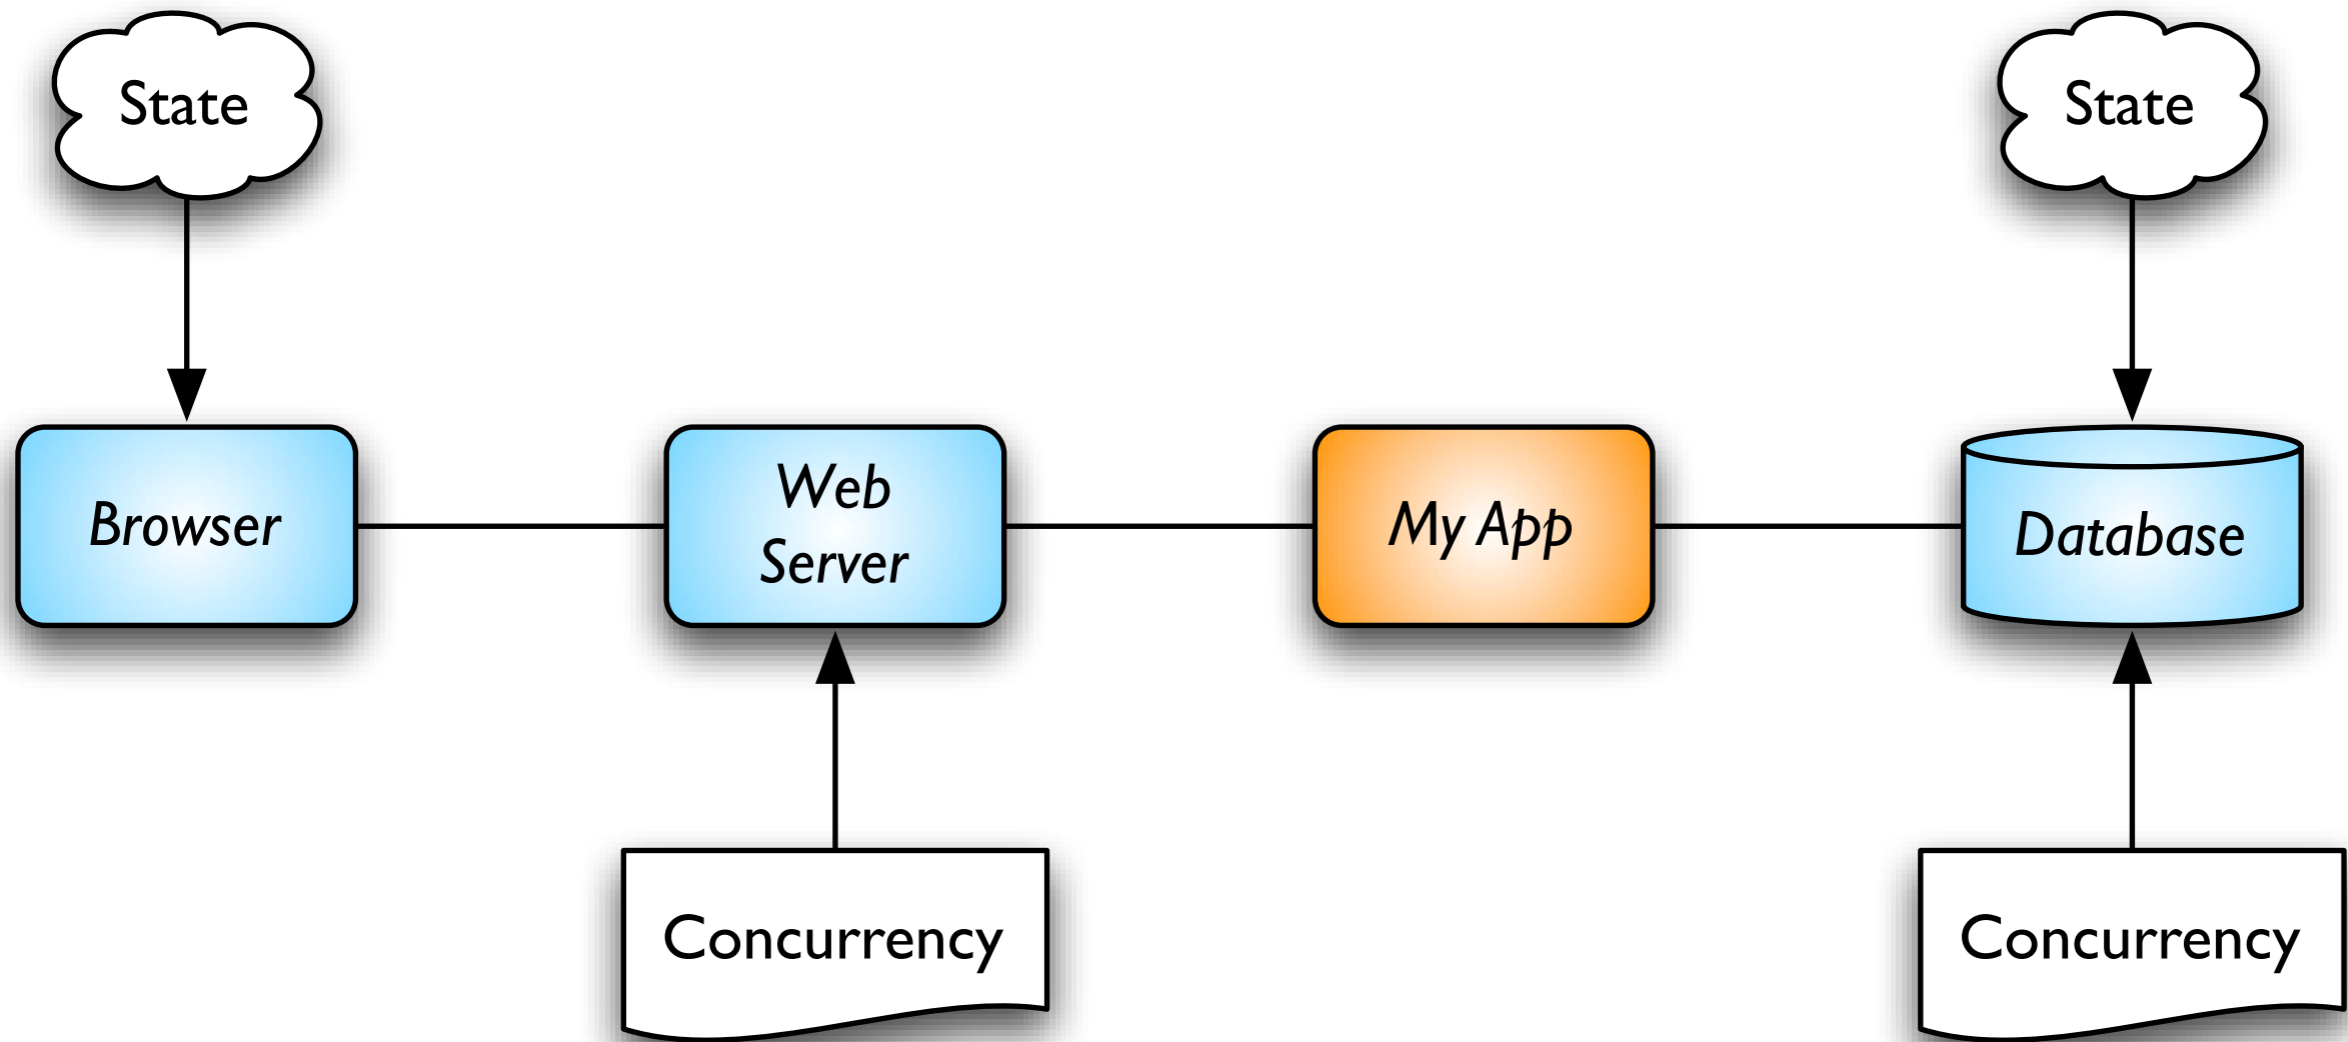 State
State
Browser
Web
Server
My App
Database
Concurrency
Concurrency